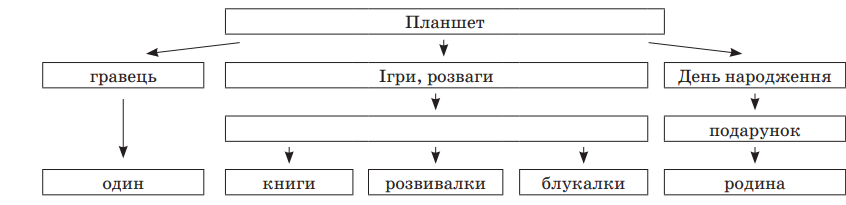 Планшет
гравець
Ігри, розваги
День народження
подарунок
один
книги
розвивалки
блукалки
родина